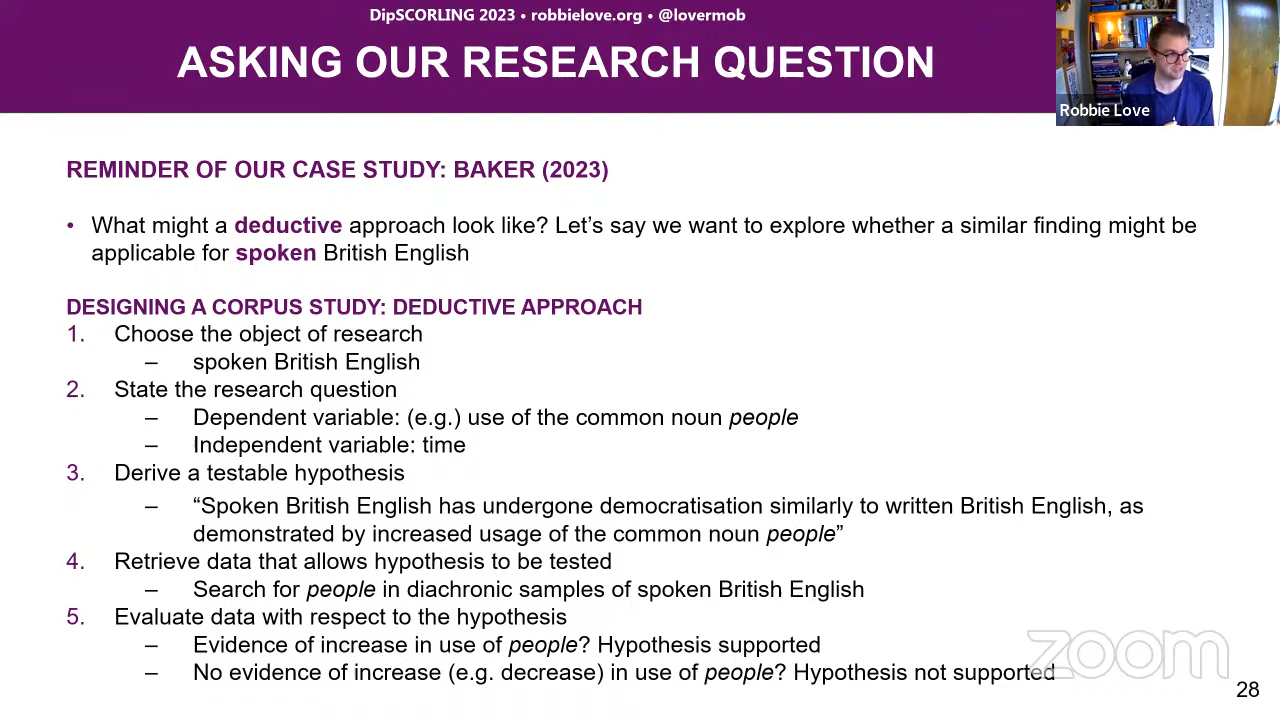 DipSCORLING 2023 • robbielove.org • @lovermob
ASKING OUR RESEARCH QUESTION
Robbie Love
REMINDER OF OUR CASE STUDY: BAKER (2023)
• What might a deductive approach look like? Let’s say we want to explore whether a similar finding might be
applicable for spoken British English
DESIGNING A CORPUS STUDY: DEDUCTIVE APPROACH
1. Choose the object of research
– spoken British English
2. State the research question
– Dependent variable: (e.g.) use of the common noun people
– Independent variable: time
3. Derive a testable hypothesis
– “Spoken British English has undergone democratisation similarly to written British English, as
demonstrated by increased usage of the common noun people”
4. Retrieve data that allows hypothesis to be tested
– Search for people in diachronic samples of spoken British English
5. Evaluate data with respect to the hypothesis
– Evidence of increase in use of people? Hypothesis supported
– No evidence of increase (e.g. decrease) in use of people? Hypothesis not supported
zoom
28